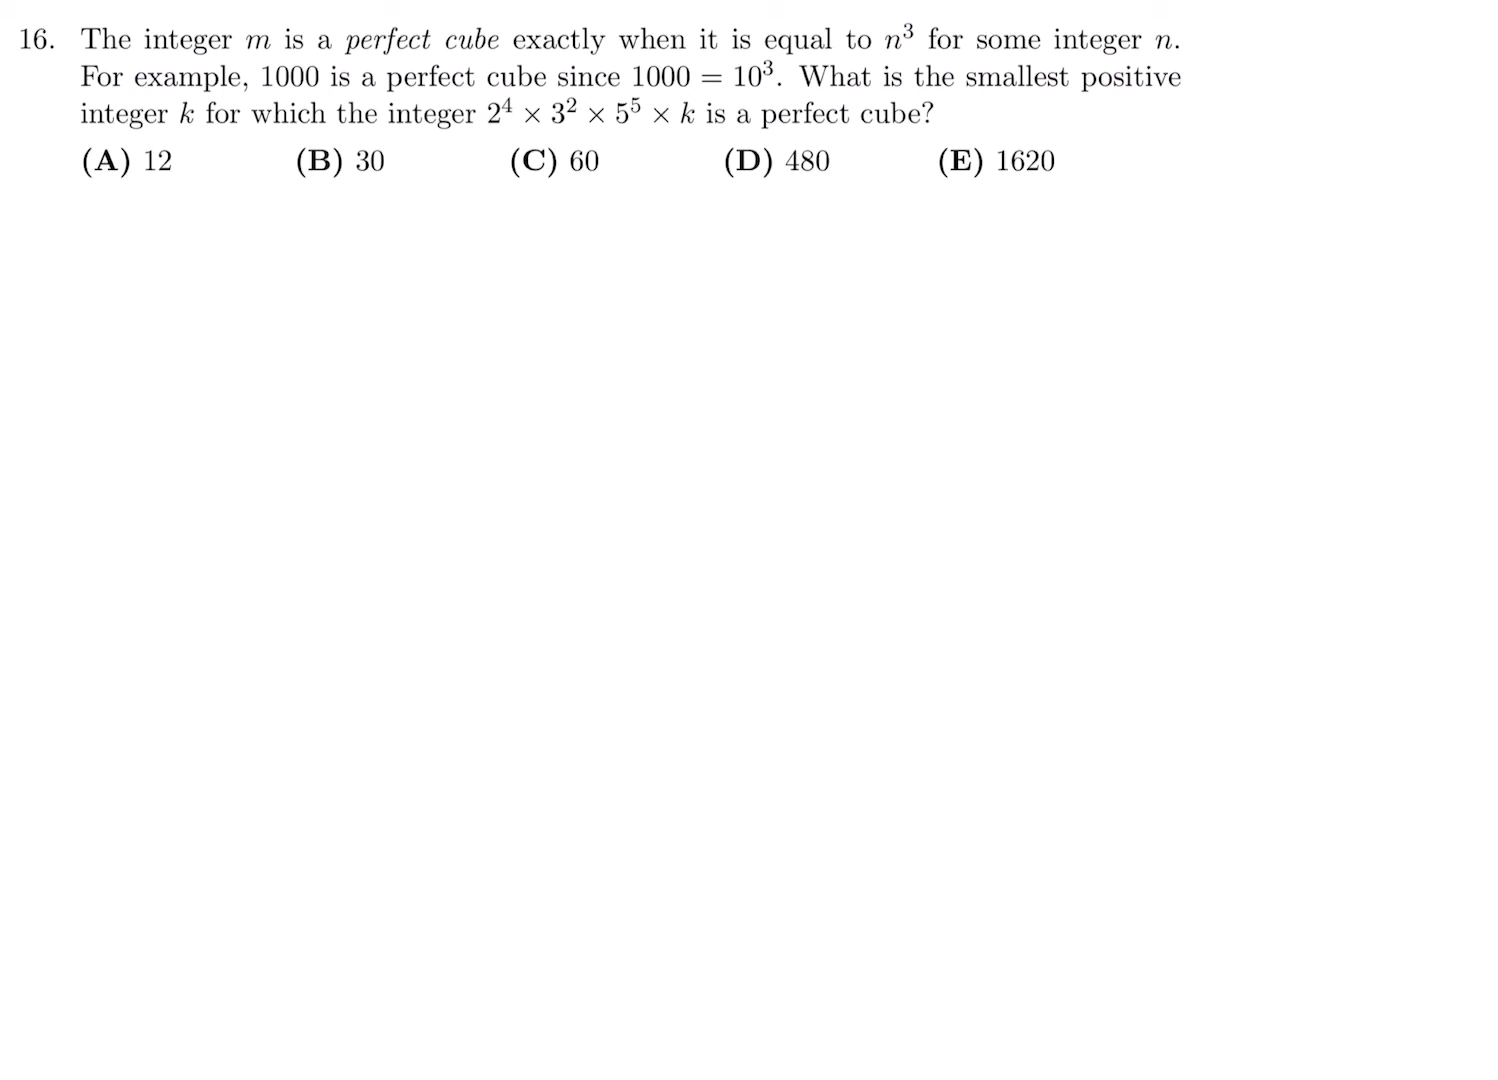 16. The integer m is a perfect cube exactly when it is equal to n³ for some integer n.
For example, 1000 is a perfect cube since 1000 = 10³. What is the smallest positive
integer k for which the integer 2⁴ × 3² × 5⁵ × k is a perfect cube?
(A) 12 (B) 30 (C) 60 (D) 480 (E) 1620